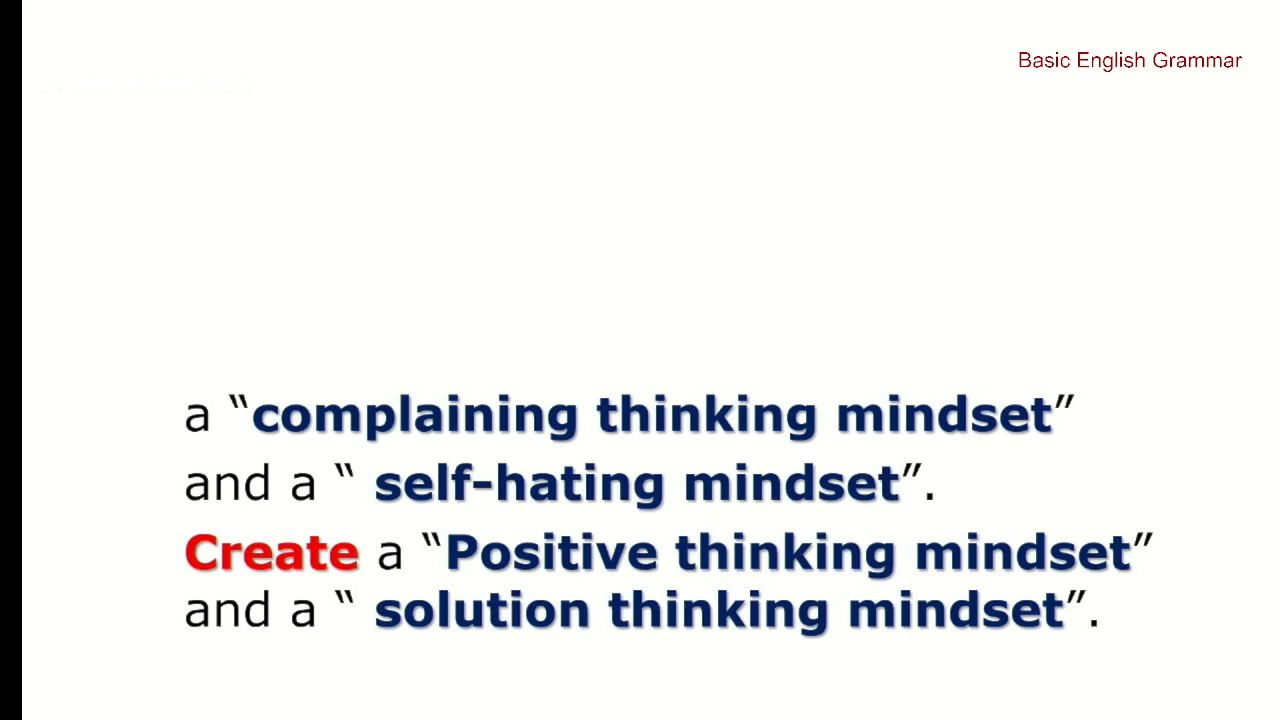 Basic English Grammar
a “complaining thinking mindset”
and a “ self-hating mindset”.
Create a “Positive thinking mindset”
and a “ solution thinking mindset”.